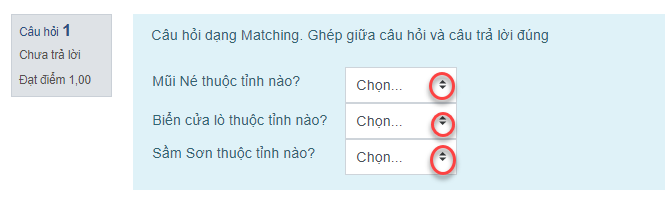 Câu hỏi 1
Chưa trả lời
Đạt điểm 1,00
Câu hỏi dạng Matching. Ghép giữa câu hỏi và câu trả lời đúng
Mũi Né thuộc tỉnh nào? Chọn...
Biển cửa lò thuộc tỉnh nào? Chọn...
Sầm Sơn thuộc tỉnh nào? Chọn...